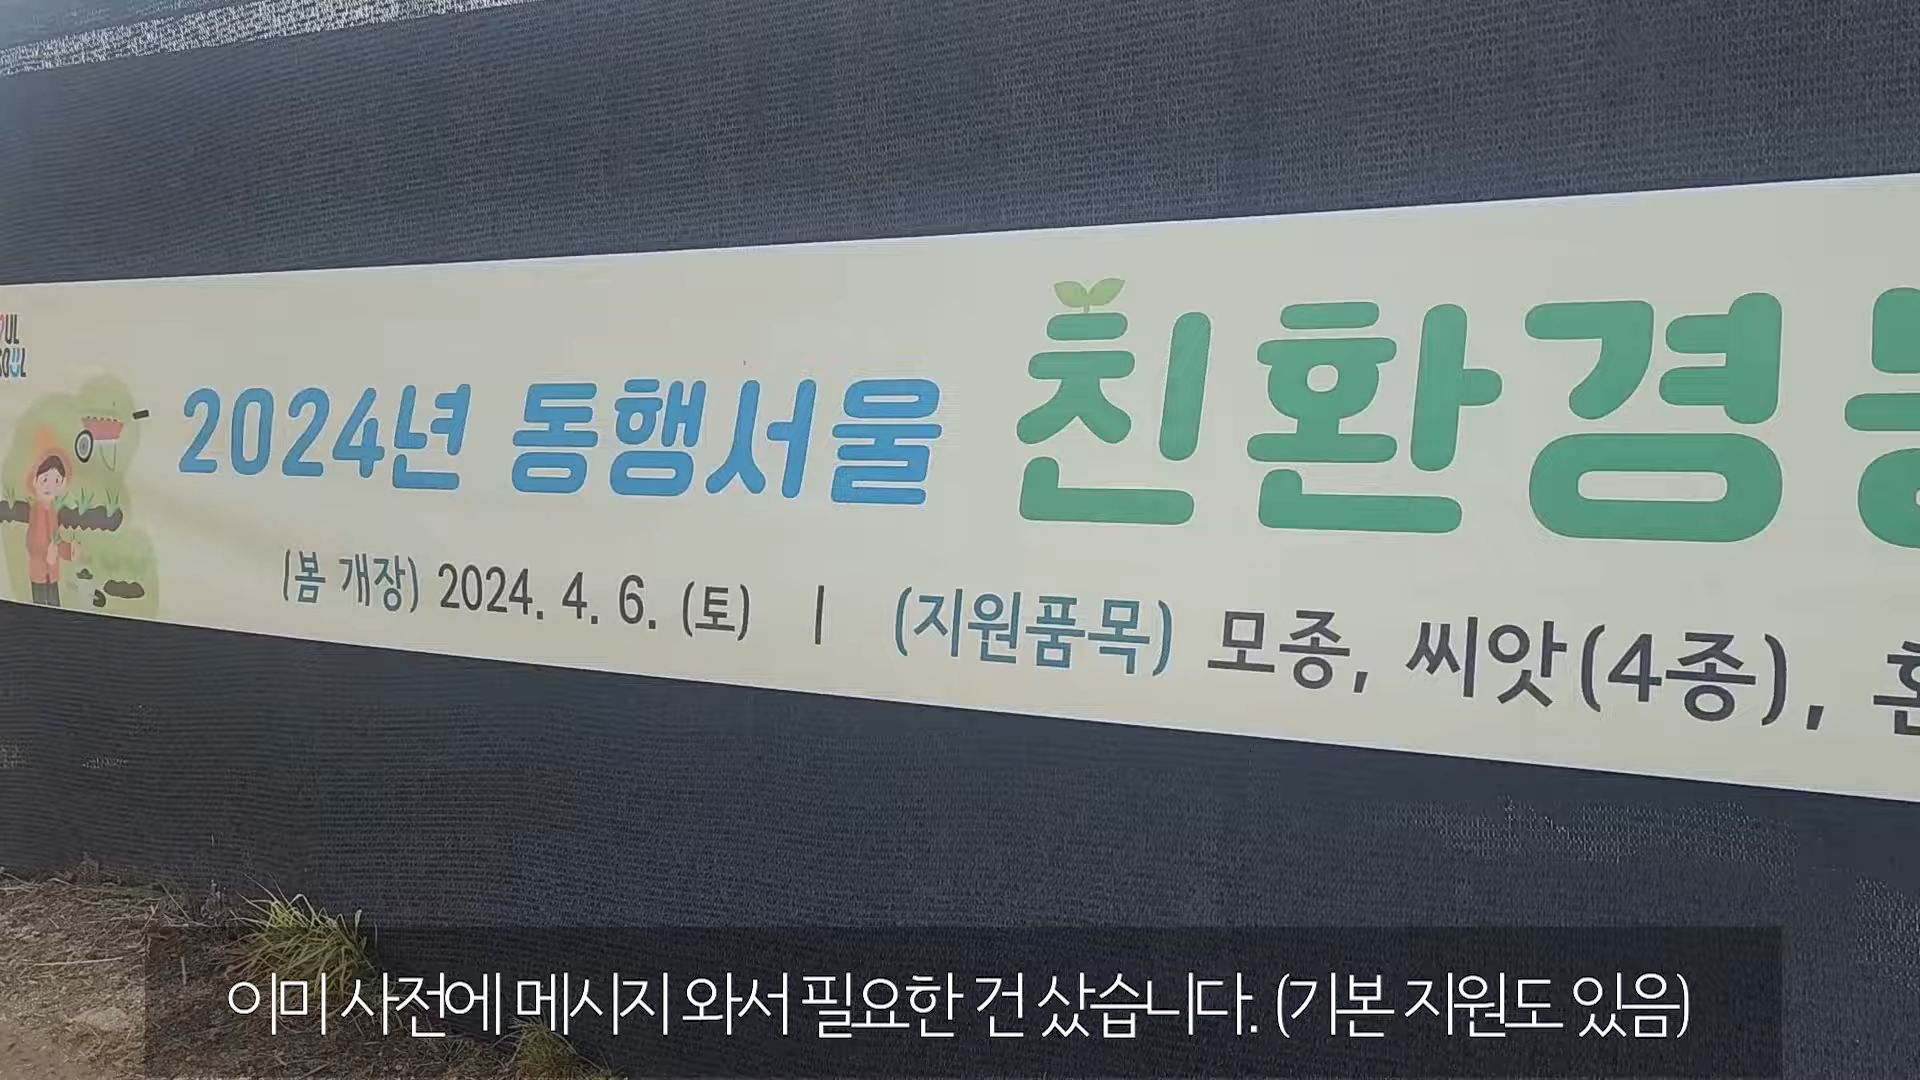 2024년 동행서울 친환경
(봄 개장) 2024. 4. 6. (토) | (지원품목) 모종, 씨앗(4종),
이미 사전에 메시지 와서 필요한 건 샀습니다. (기본 지원도 있음)